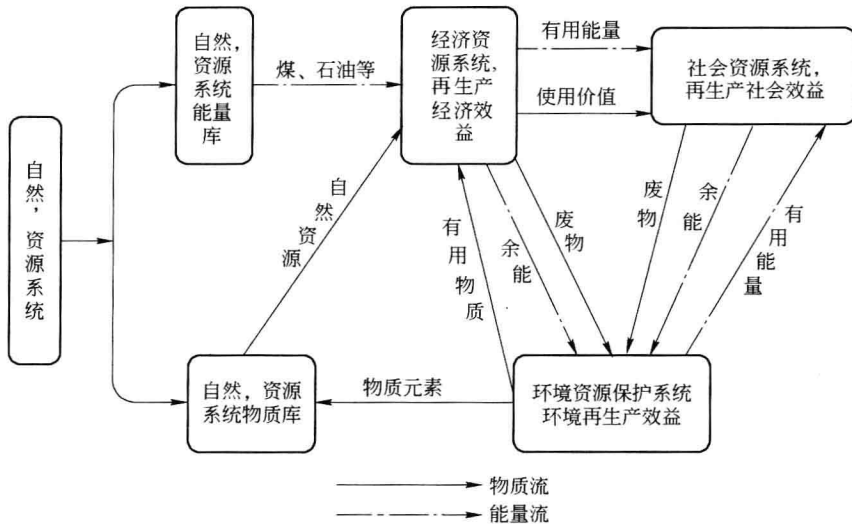 自然，
资源
系统
能量
库
煤、石油等
经济资
源系统，
再生产
经济效
益
有用能量
使用价值
社会资源系统，
再生产社会效益
自然，资源系统
自然资源
有用物质
余能
废物
废物
余能
有用能量
自然，资源
系统物质库
物质元素
环境资源保护系统
环境再生产效益
物质流
能量流